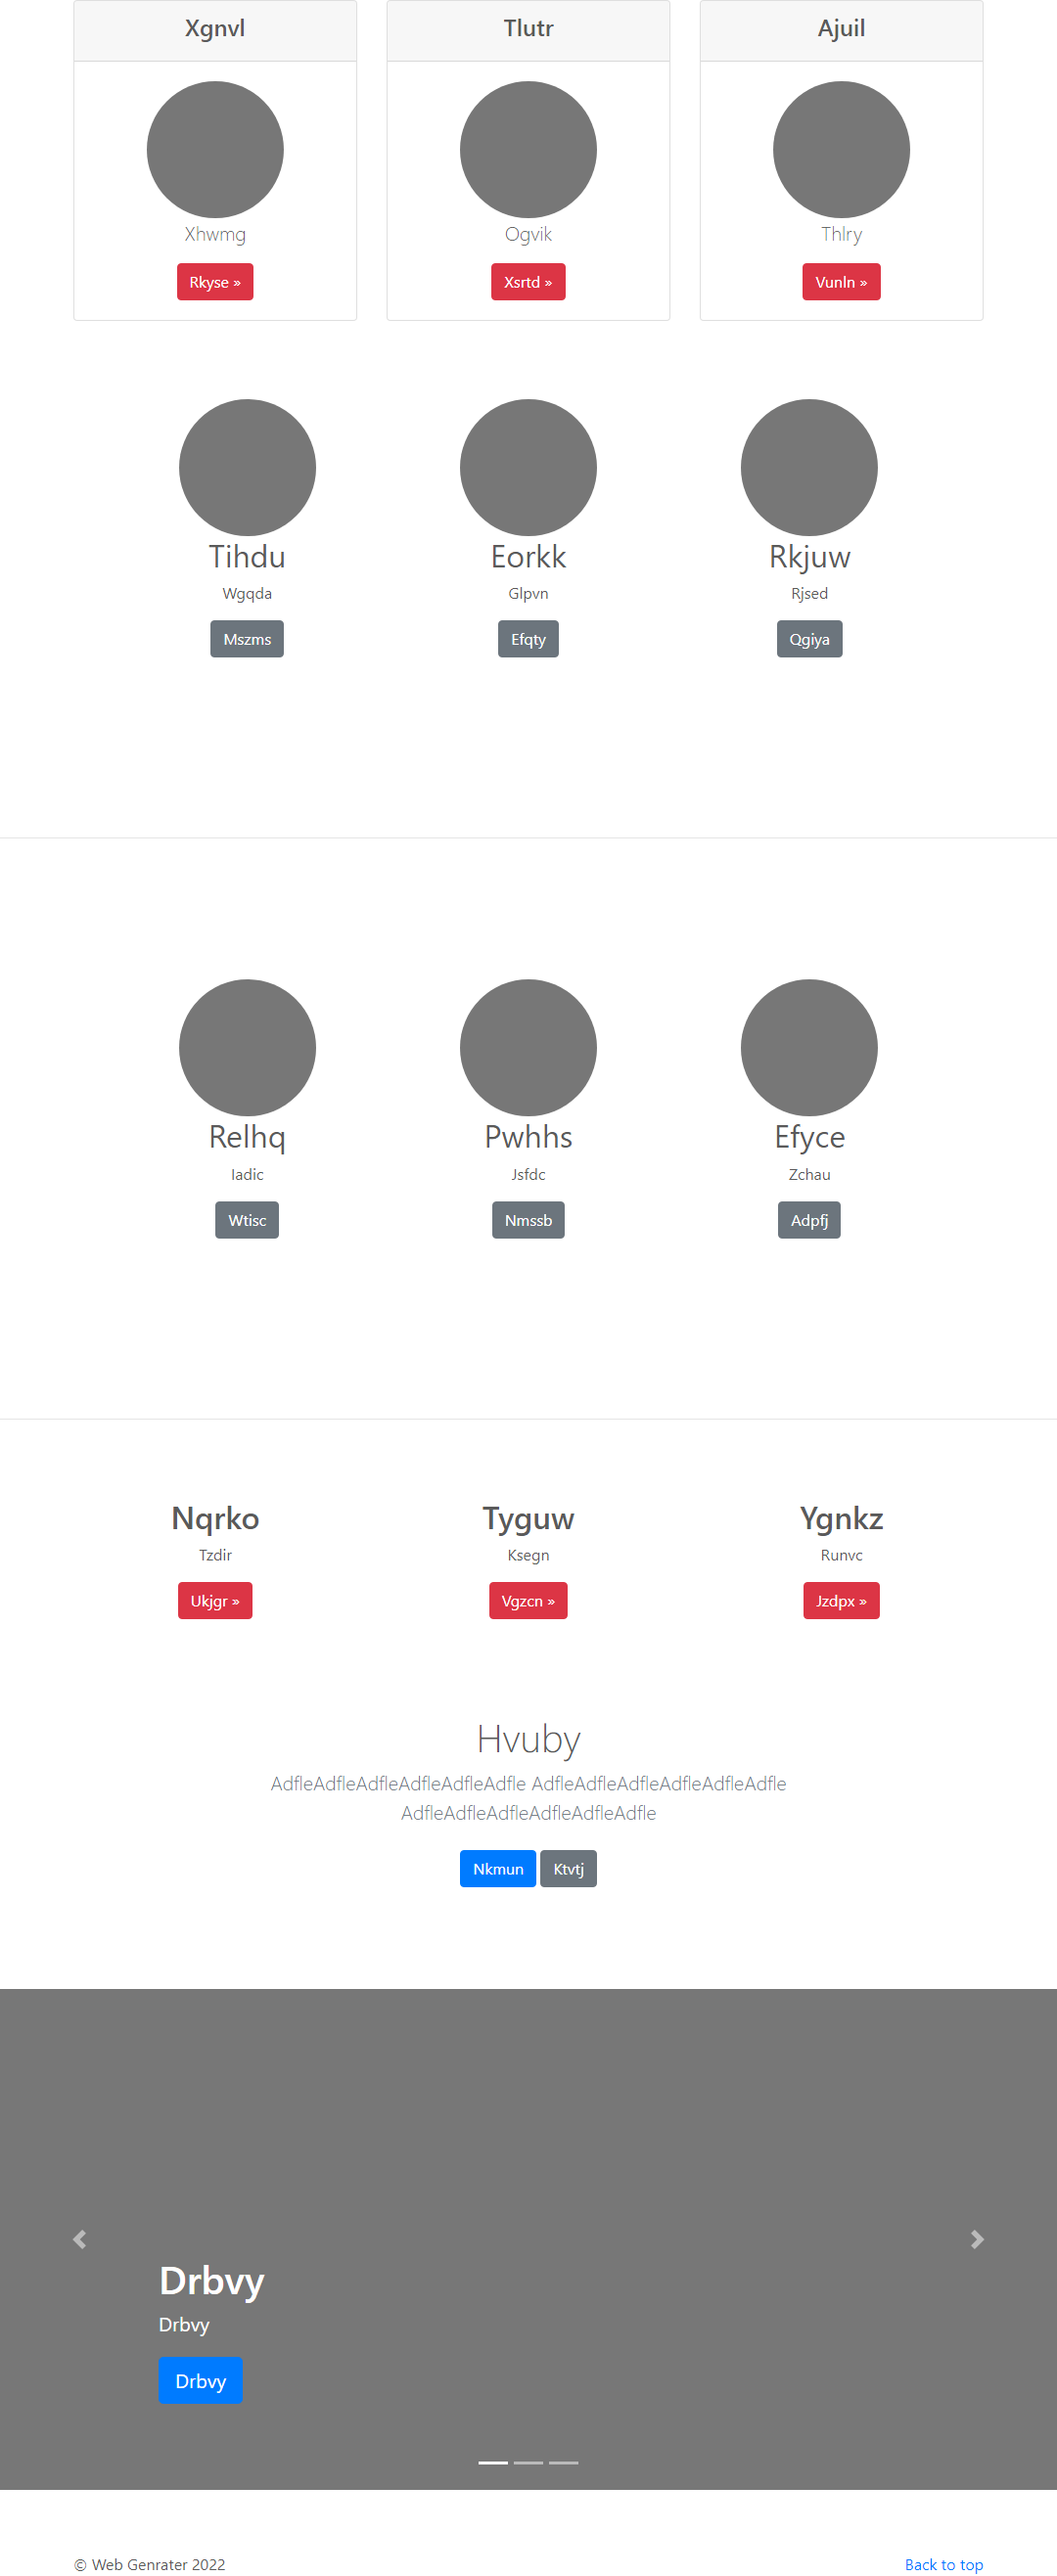 Xgnvl
Tlutr
Ajuil
Xhwmg
Ogvik
Thlry
Rkyse »
Xsrtd »
Vunln »
Tihdu
Eorkk
Rkjuw
Wgqda
Glpvn
Rjsed
Mszms
Efqty
Qgiya
Relhq
Pwhhs
Efyce
Iadic
Jsfdc
Zchau
Wtisc
Nmssb
Adpfj
Nqrko
Tyguw
Ygnkz
Tzdir
Ksegn
Runvc
Ukjgr »
Vgzcn »
Jzdpx »
Hvuby
AdfleAdfleAdfleAdfleAdfleAdfle AdfleAdfleAdfleAdfleAdfleAdfle
AdfleAdfleAdfleAdfleAdfleAdfle
Nkmun Ktvtj
Drbvy
Drbvy
Drbvy
© Web Genrater 2022
Back to top